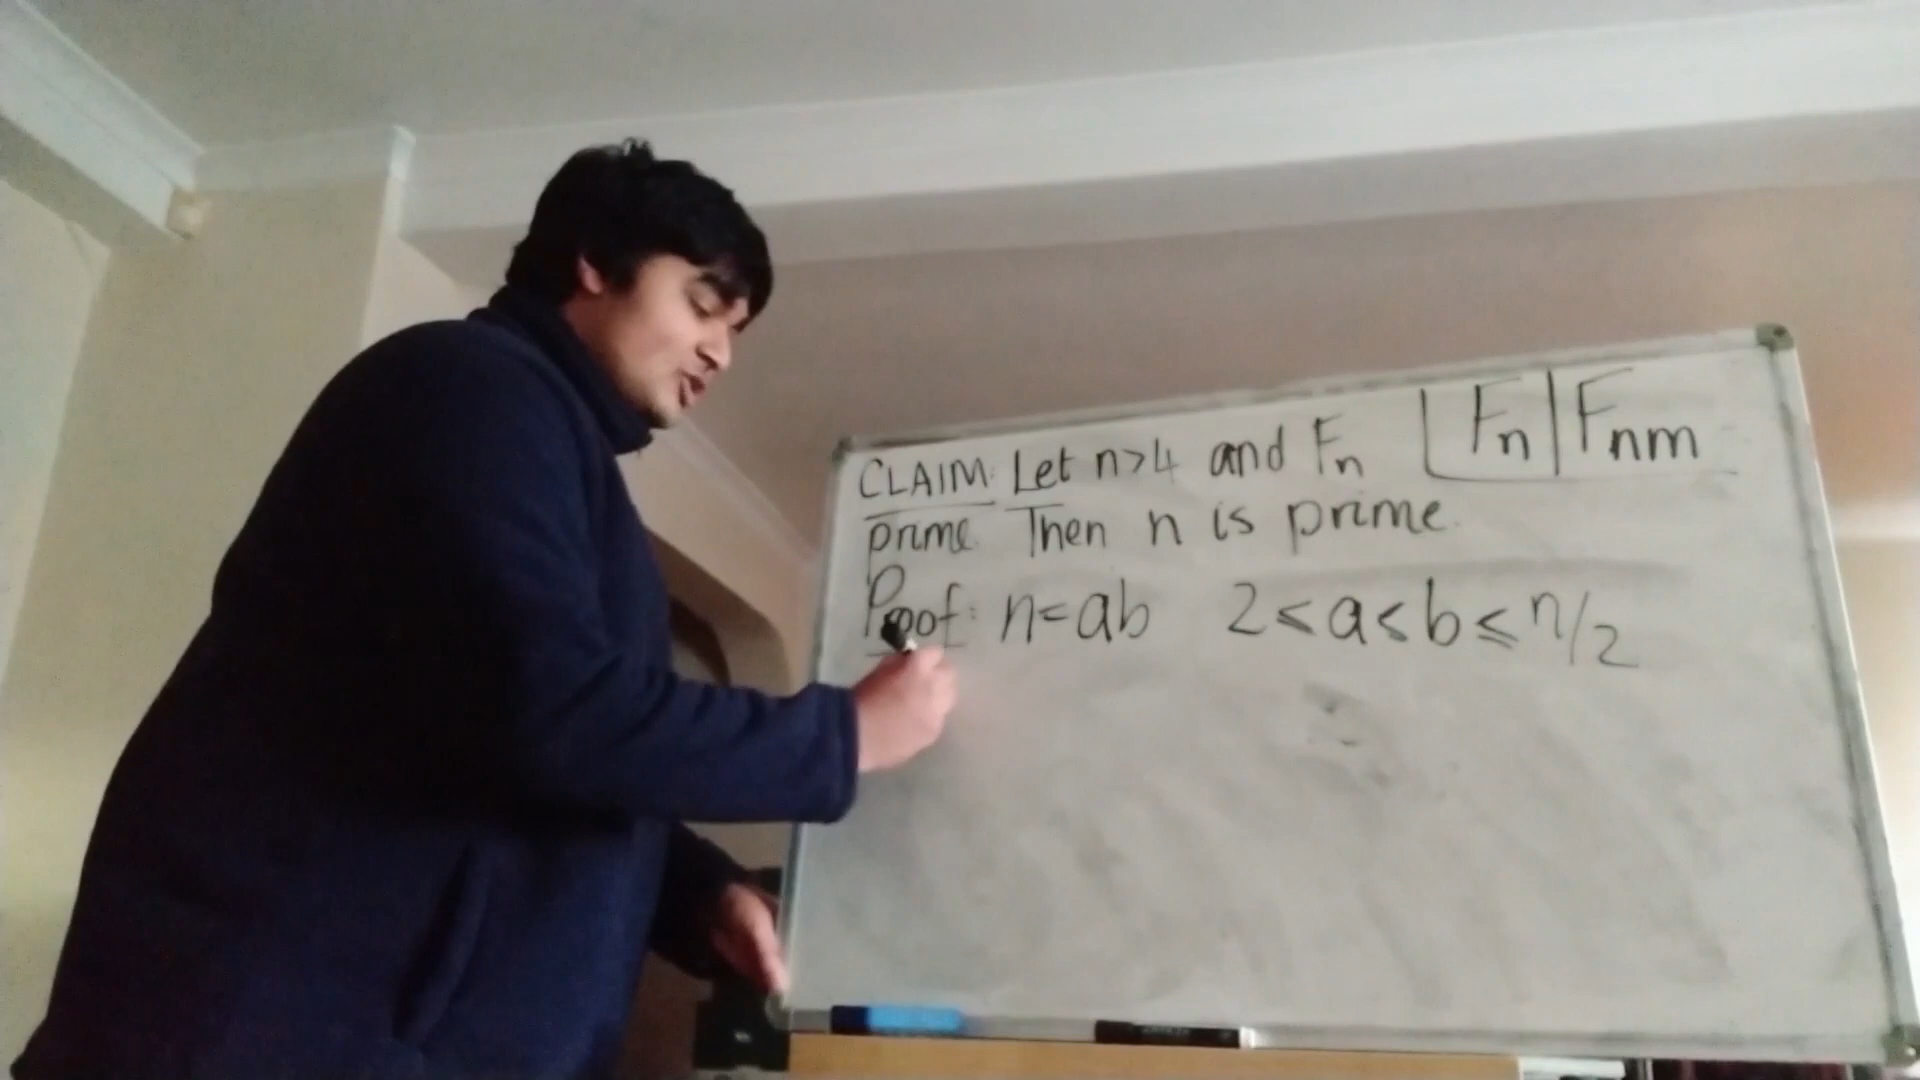 CLAIM: Let n>4 and Fn
prime. Then n is prime.
Fn|Fnm
Proof: n=ab 2≤a≤b≤n/2